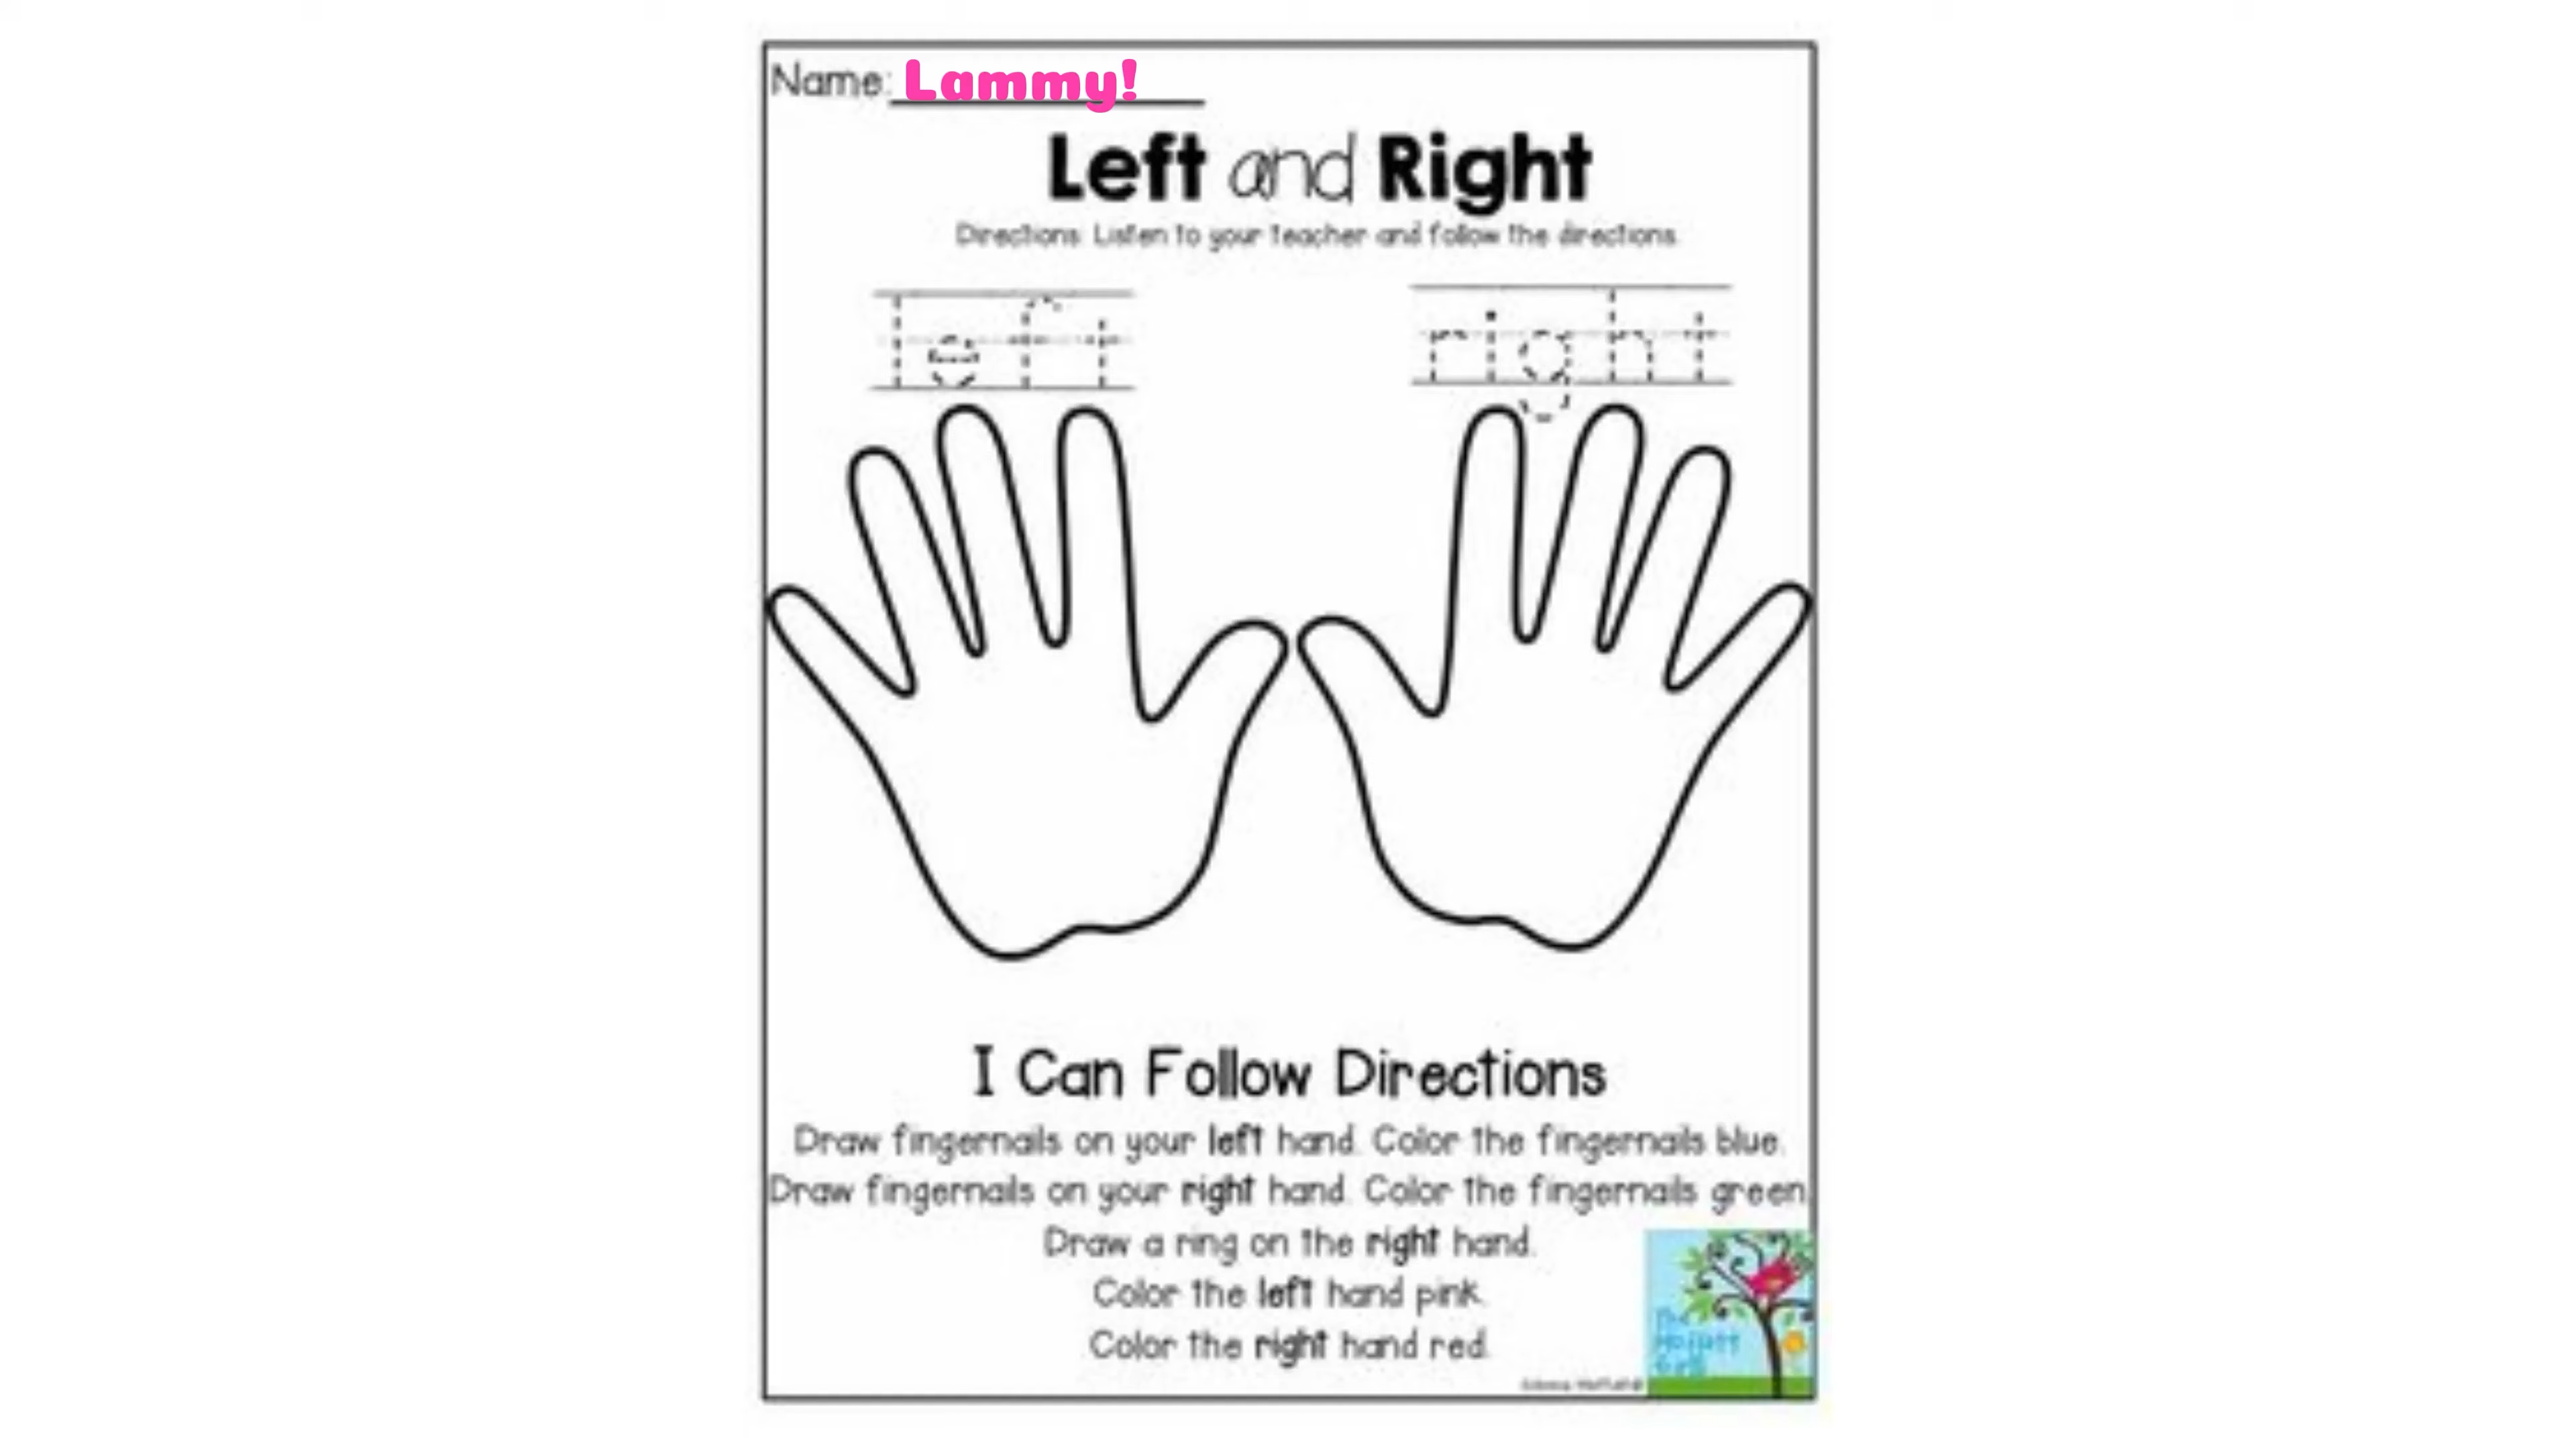 Name: Lammy!
Left and Right
Directions: Listen to your teacher and follow the directions.
left right
I Can Follow Directions
Draw fingernails on your left hand. Color the fingernails blue.
Draw fingernails on your right hand. Color the fingernails green.
Draw a ring on the right hand.
Color the left hand pink.
Color the right hand red.
The